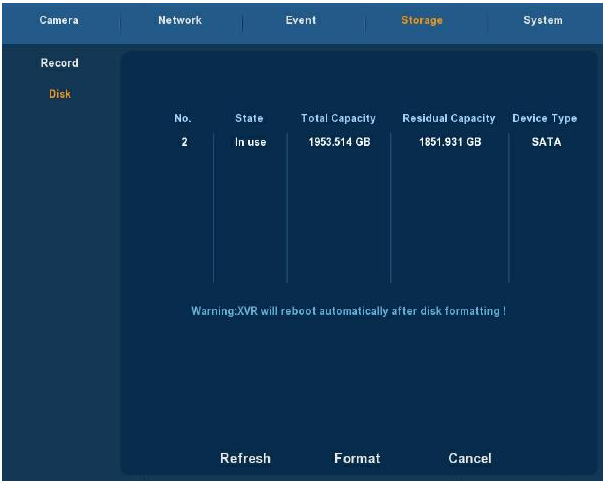 Camera Network Event Storage System
Record
Disk
No. State Total Capacity Residual Capacity Device Type
2 In use 1953.514 GB 1851.931 GB SATA
Warning:XVR will reboot automatically after disk formatting !
Refresh Format Cancel